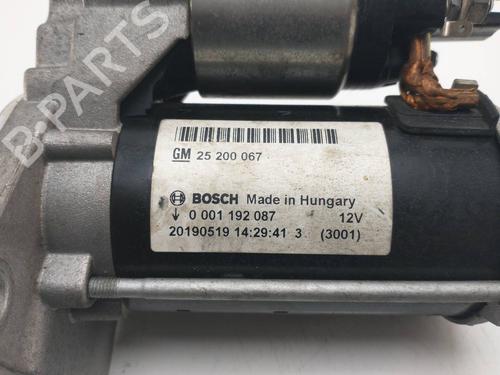 B-PARTS
GM 25 200 067
BOSCH Made in Hungary
0 001 192 087 12V
20190519 14:29:41 3 (3001)